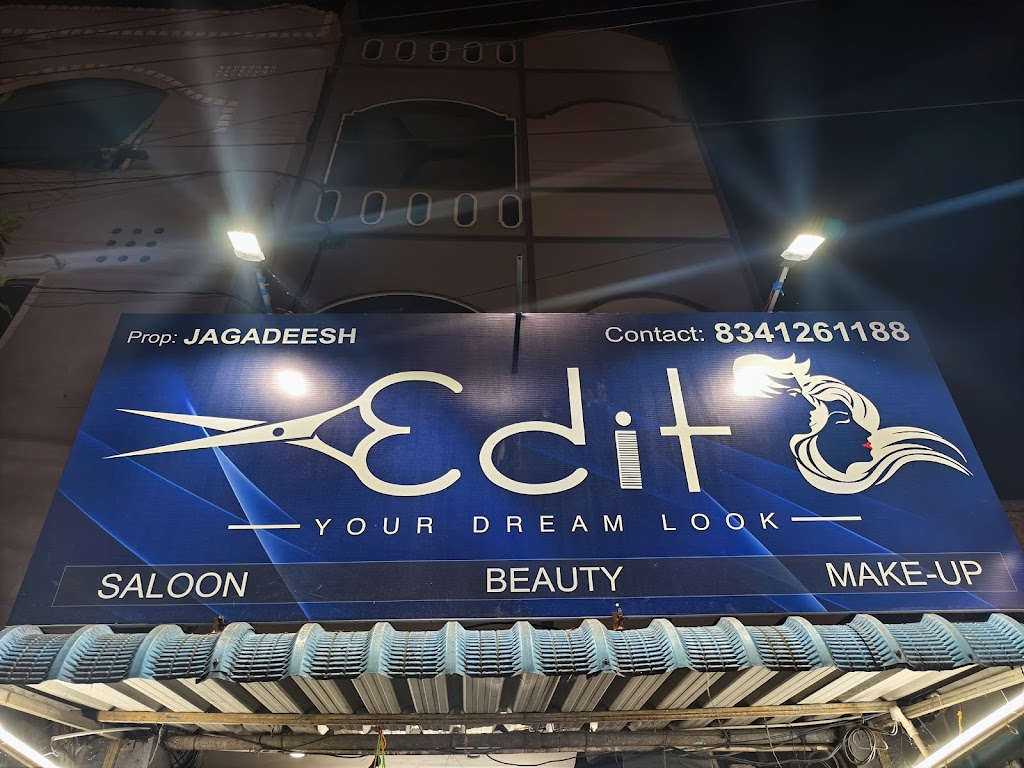 Prop: JAGADEESH Contact: 8341261188
Edit
YOUR DREAM LOOK
SALOON BEAUTY MAKE-UP